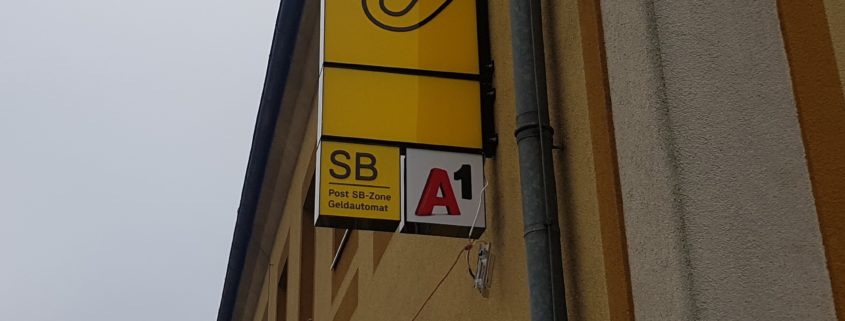 SB
Post SB-Zone
Geldautomat
A1